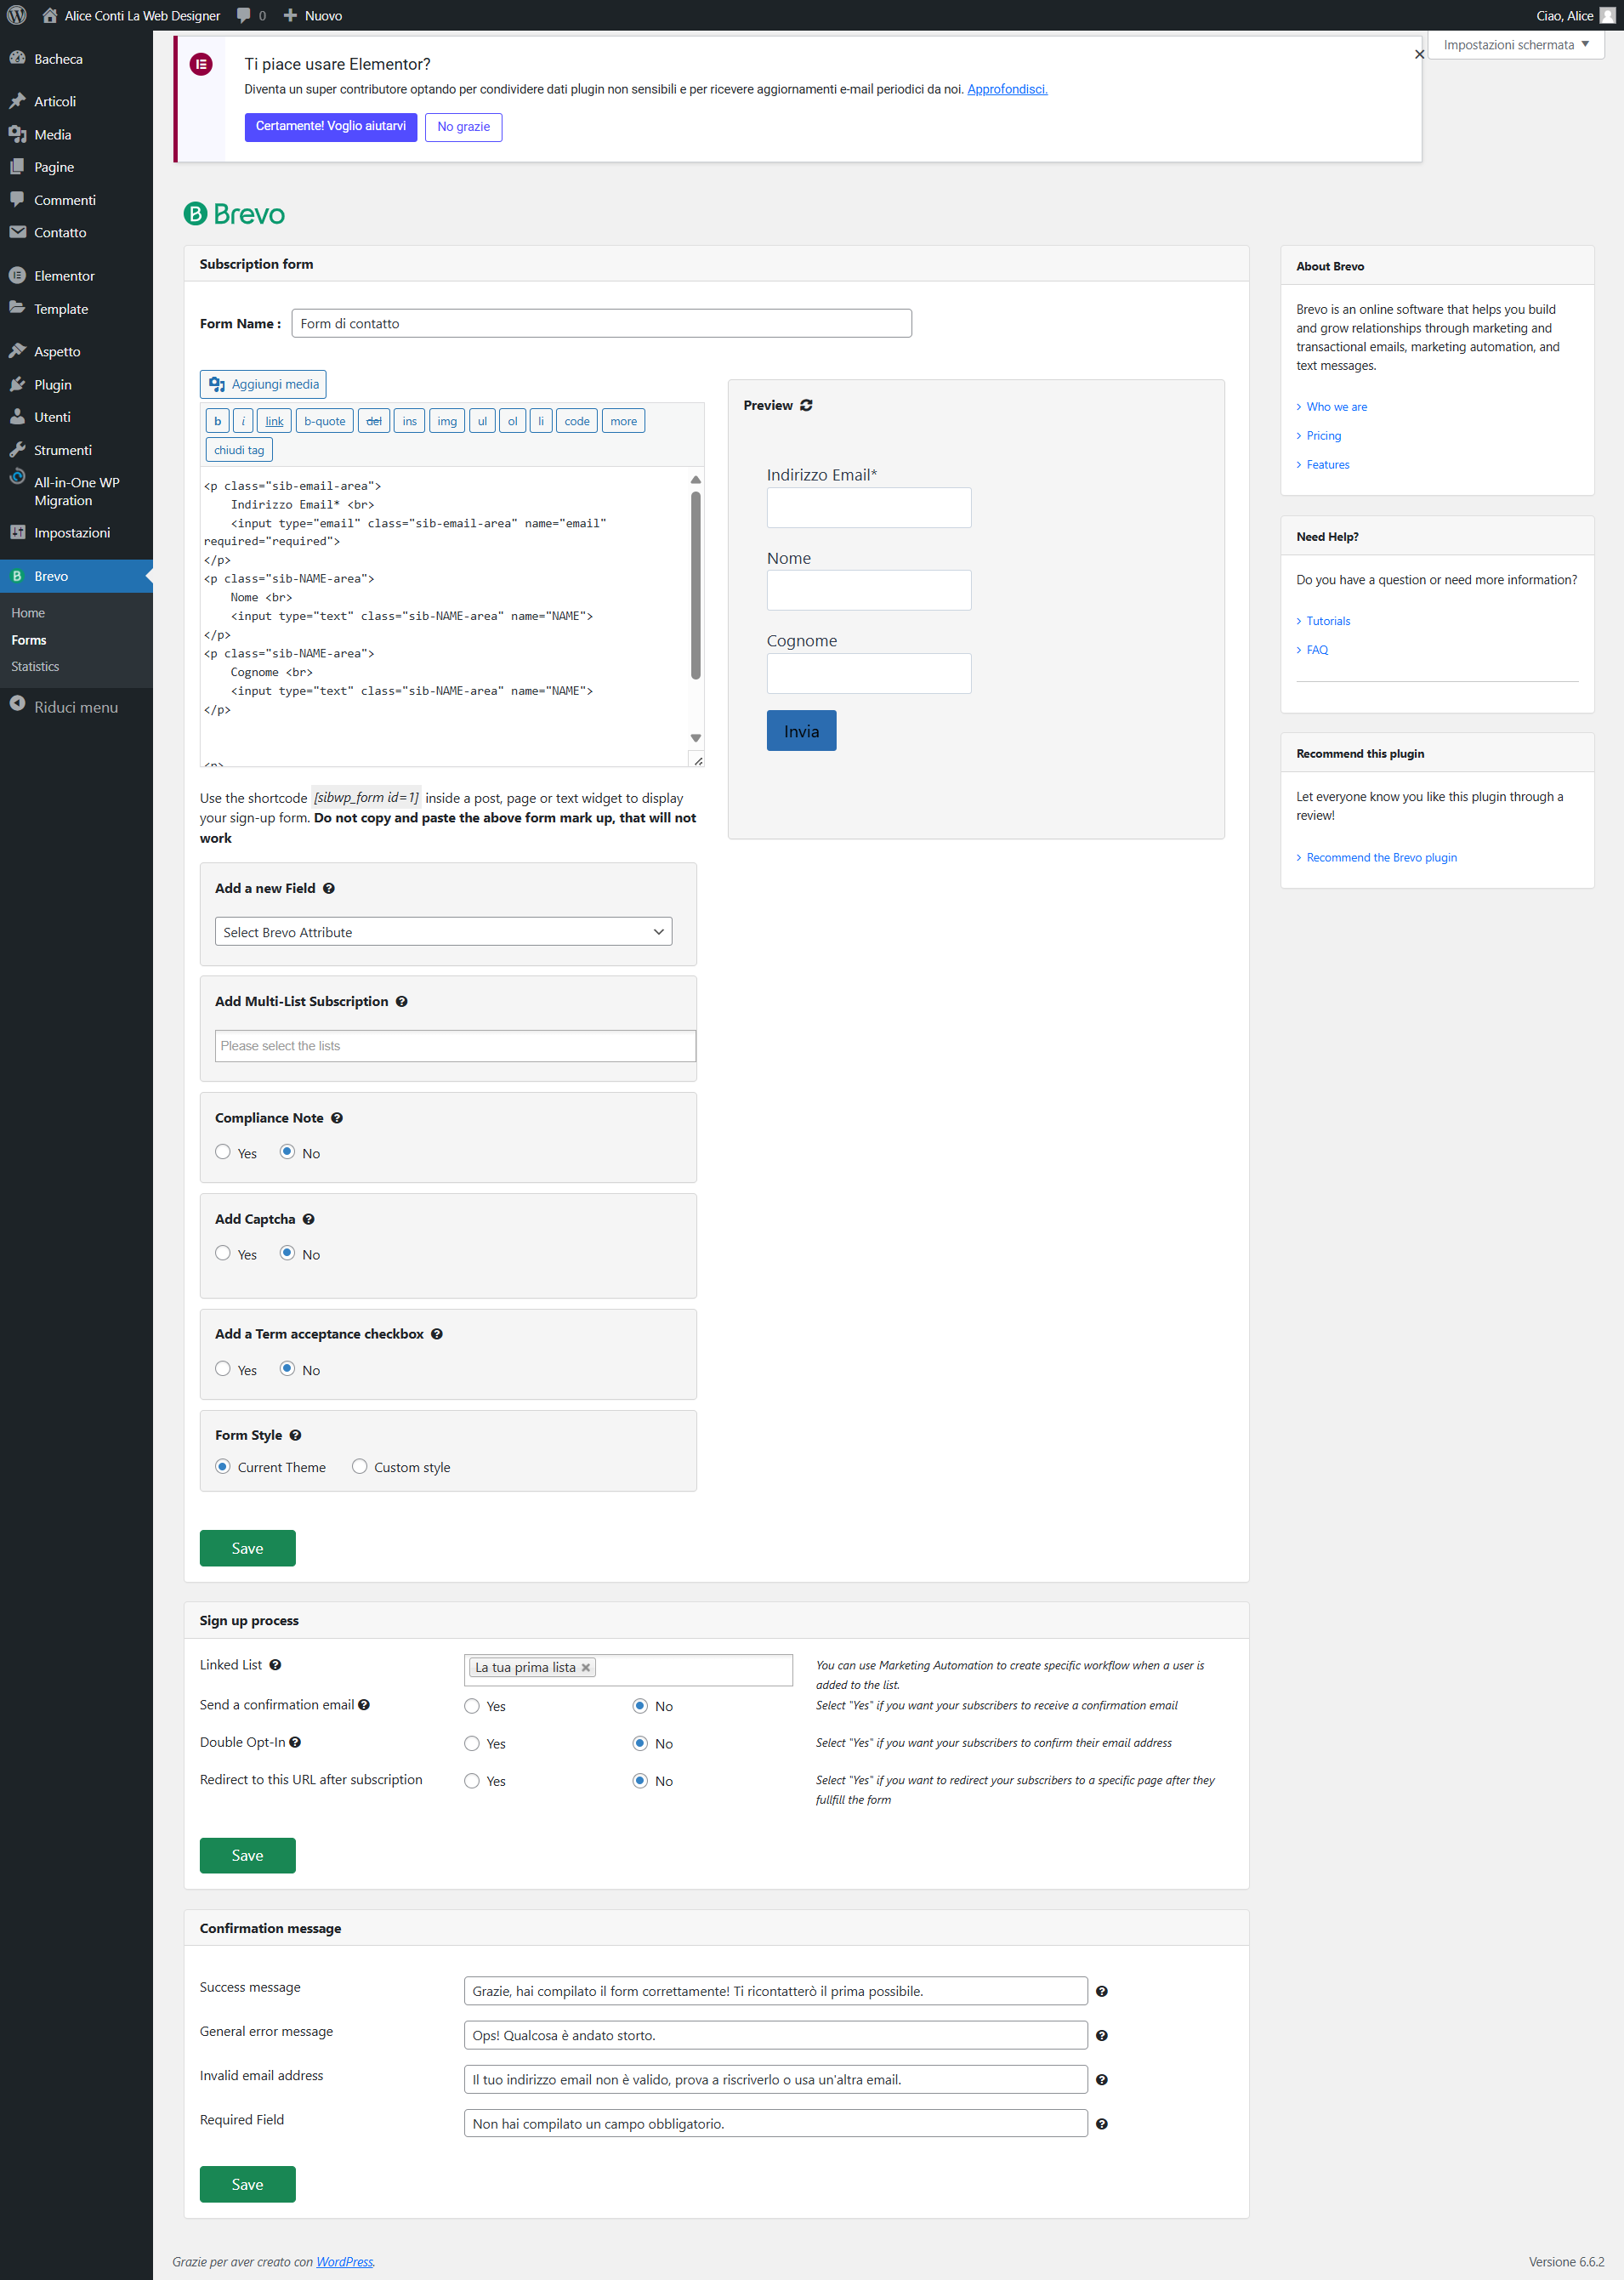 Alice Conti La Web Designer 0 Nuovo Ciao, Alice
Bacheca
Articoli
Media
Pagine
Commenti
Contatto
Elementor
Template
Aspetto
Plugin
Utenti
Strumenti
All-in-One WP
Migration
Impostazioni
Brevo
Home
Forms
Statistics
Riduci menu
Impostazioni schermata
Ti piace usare Elementor?
Diventa un super contributore optando per condividere dati plugin non sensibili e per ricevere aggiornamenti e-mail periodici da noi. Approfondisci.
Certamente! Voglio aiutarvi No grazie
B Brevo
Subscription form
Form Name : Form di contatto
Aggiungi media
b i link b-quote del ins img ul ol li code more
chiudi tag
<p class="sib-email-area">
Indirizzo Email* <br>
<input type="email" class="sib-email-area" name="email"
required="required">
</p>
<p class="sib-NAME-area">
Nome <br>
<input type="text" class="sib-NAME-area" name="NAME">
</p>
<p class="sib-NAME-area">
Cognome <br>
<input type="text" class="sib-NAME-area" name="NAME">
</p>
<p>
Preview
Indirizzo Email*
Nome
Cognome
Invia
Use the shortcode [sibwp_form id=1] inside a post, page or text widget to display
your sign-up form. Do not copy and paste the above form mark up, that will not
work
Add a new Field
Select Brevo Attribute
Add Multi-List Subscription
Please select the lists
Compliance Note
Yes No
Add Captcha
Yes No
Add a Term acceptance checkbox
Yes No
Form Style
Current Theme Custom style
Save
Sign up process
Linked List La tua prima lista × You can use Marketing Automation to create specific workflow when a user is
added to the list.
Send a confirmation email Yes No Select "Yes" if you want your subscribers to receive a confirmation email
Double Opt-In Yes No Select "Yes" if you want your subscribers to confirm their email address
Redirect to this URL after subscription Yes No Select "Yes" if you want to redirect your subscribers to a specific page after they
fullfill the form
Save
Confirmation message
Success message Grazie, hai compilato il form correttamente! Ti ricontatterò il prima possibile.
General error message Ops! Qualcosa è andato storto.
Invalid email address Il tuo indirizzo email non è valido, prova a riscriverlo o usa un'altra email.
Required Field Non hai compilato un campo obbligatorio.
Save
About Brevo
Brevo is an online software that helps you build
and grow relationships through marketing and
transactional emails, marketing automation, and
text messages.
Who we are
Pricing
Features
Need Help?
Do you have a question or need more information?
Tutorials
FAQ
Recommend this plugin
Let everyone know you like this plugin through a
review!
Recommend the Brevo plugin
Grazie per aver creato con WordPress. Versione 6.6.2